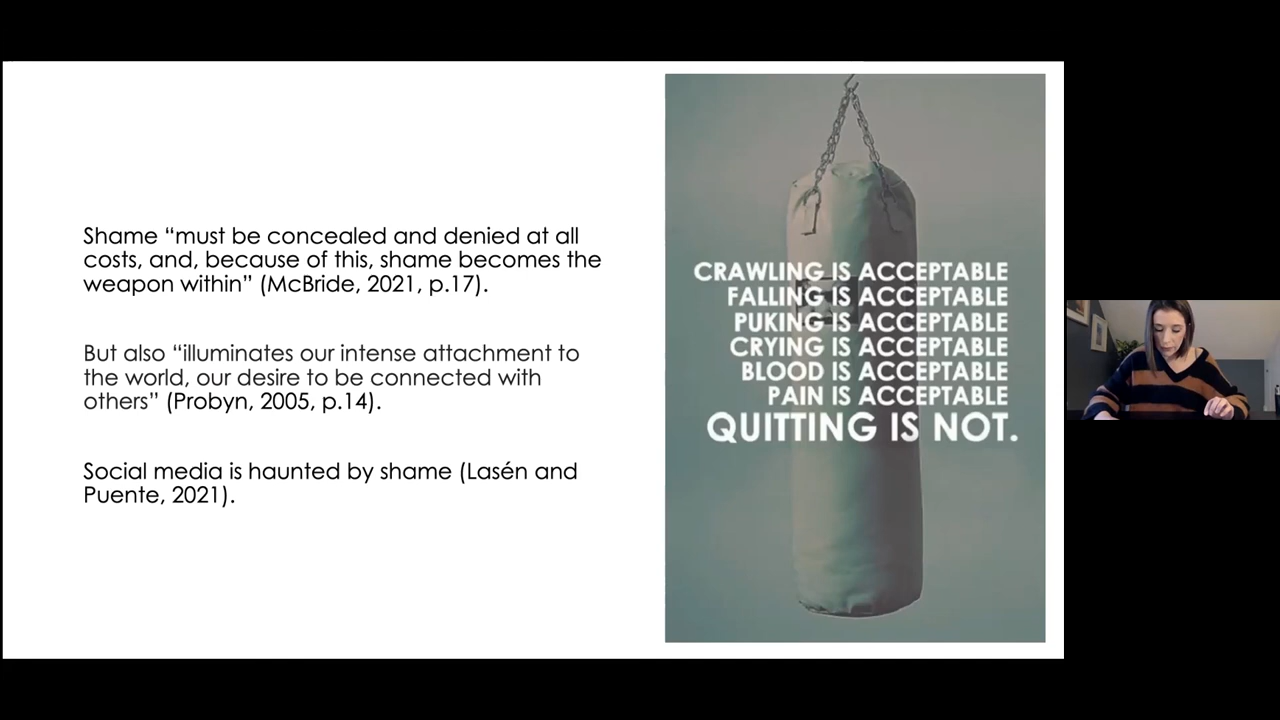 Shame “must be concealed and denied at all
costs, and, because of this, shame becomes the
weapon within” (McBride, 2021, p.17).
But also “illuminates our intense attachment to
the world, our desire to be connected with
others” (Probyn, 2005, p.14).
Social media is haunted by shame (Lasén and
Puente, 2021).
CRAWLING IS ACCEPTABLE
FALLING IS ACCEPTABLE
PUKING IS ACCEPTABLE
CRYING IS ACCEPTABLE
BLOOD IS ACCEPTABLE
PAIN IS ACCEPTABLE
QUITTING IS NOT.